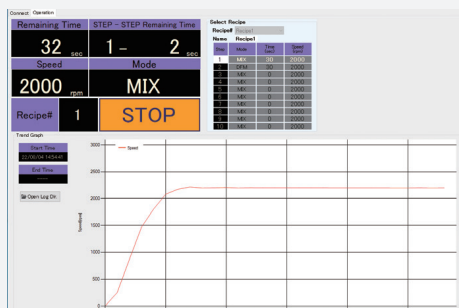 Connect Operation
Remaining Time
32 sec
STEP - STEP Remaining Time
1 - 2 sec
Speed
2000 rpm
Mode
MIX
Recipe# 1 STOP
Select Recipe
Recipe# Recipe1
Name Recipe1
Step Mode Time Speed
1 MIX 30 2000
2 30 2000
3 MIX 0 2000
4 MIX 0 2000
5 MIX 0 2000
6 MIX 0 2000
7 MIX 0 2000
8 MIX 0 2000
9 MIX 0 2000
10 MIX 0 2000
Trend Graph
Start Time
End Time
Open Log Dir.
Speed
3000
2500
2000
1500
1000
500
0